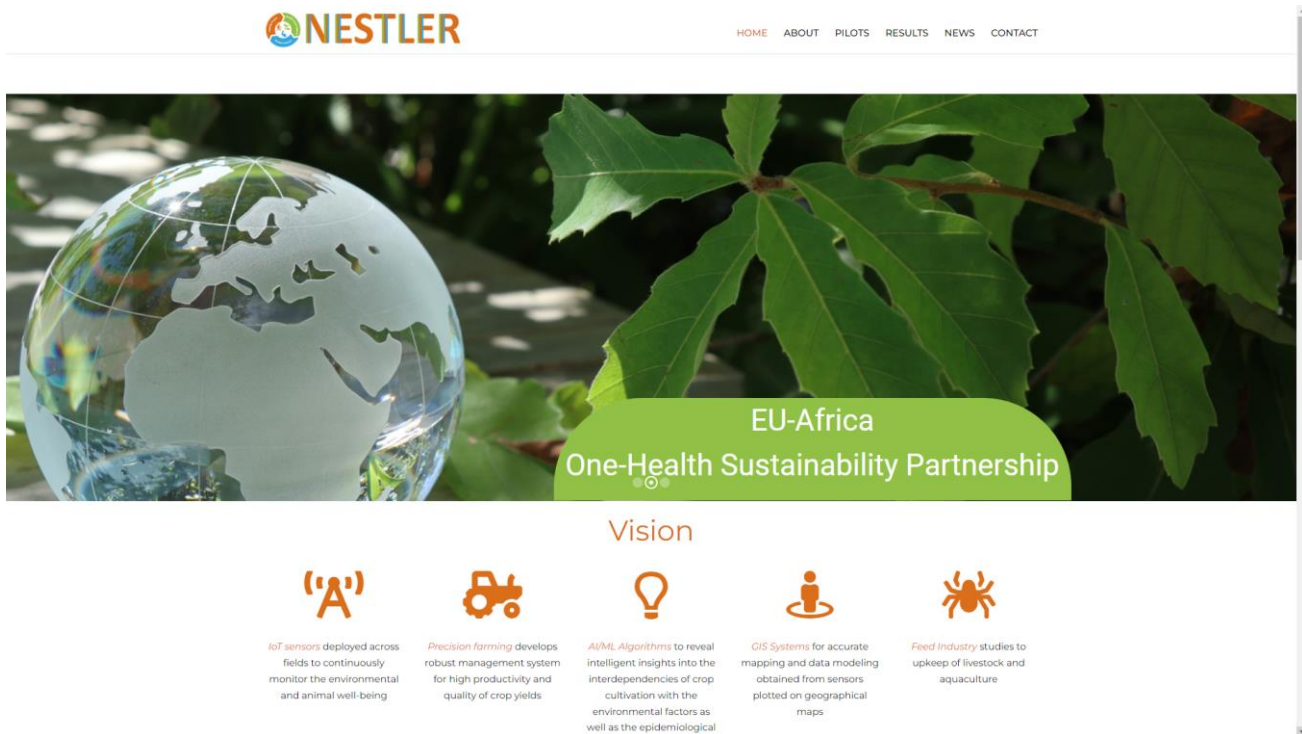 NESTLER
HOME ABOUT PILOTS RESULTS NEWS CONTACT
EU-Africa
One-Health Sustainability Partnership
Vision
IoT sensors deployed across
fields to continuously
monitor the environmental
and animal well-being
Precision farming develops
robust management system
for high productivity and
quality of crop yields
AI/ML Algorithms to reveal
intelligent insights into the
interdependencies of crop
cultivation with the
environmental factors as
well as the epidemiological
GIS Systems for accurate
mapping and data modeling
obtained from sensors
plotted on geographical
maps
Feed Industry studies to
upkeep of livestock and
aquaculture